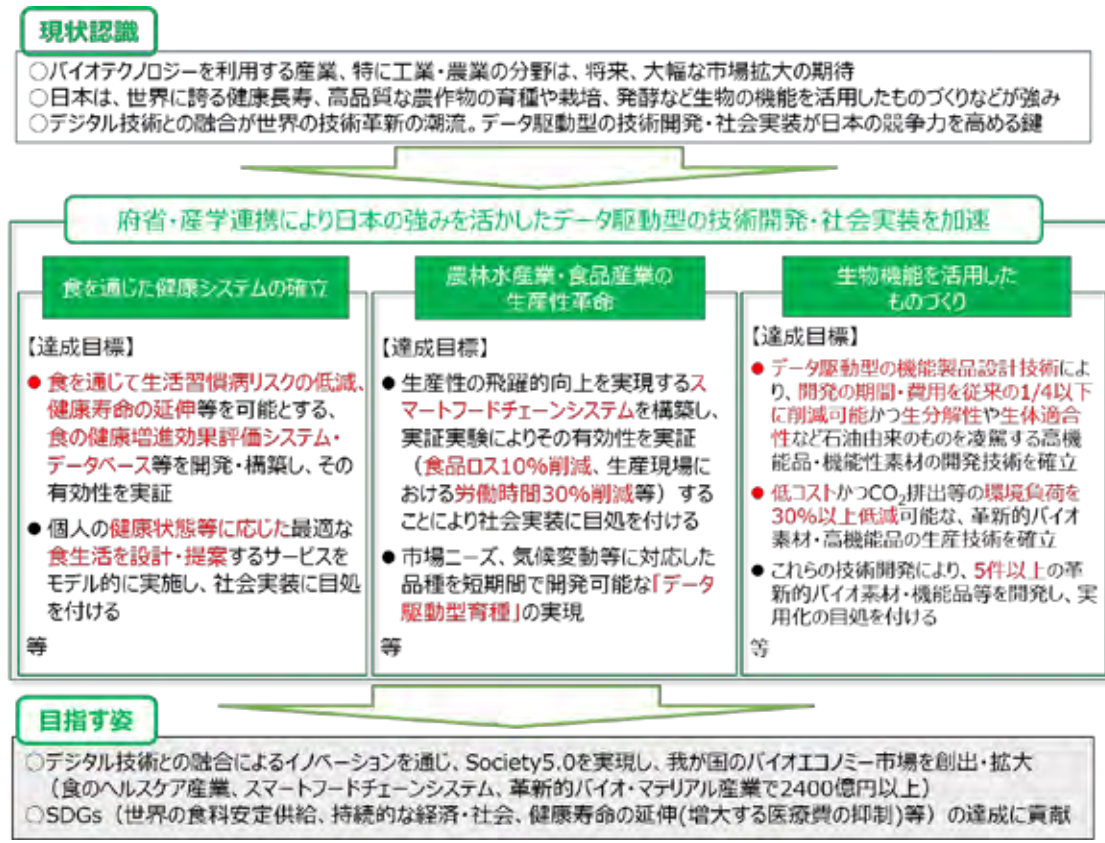 現状認識
○バイオテクノロジーを利用する産業、特に工業・農業の分野は、将来、大幅な市場拡大の期待
○日本は、世界に誇る健康長寿、高品質な農作物の育種や栽培、発酵など生物の機能を活用したものづくりなどが強み
○デジタル技術との融合が世界の技術革新の潮流。データ駆動型の技術開発・社会実装が日本の競争力を高める鍵
府省・産学連携により日本の強みを活かしたデータ駆動型の技術開発・社会実装を加速
食を通じた健康システムの確立
【達成目標】
● 食を通じて生活習慣病リスクの低減、
健康寿命の延伸等を可能とする、
食の健康増進効果評価システム・
データベース等を開発・構築し、その
有効性を実証
● 個人の健康状態等に応じた最適な
食生活を設計・提案するサービスを
モデル的に実施し、社会実装に目処
を付ける
等
農林水産業・食品産業の
生産性革命
【達成目標】
● 生産性の飛躍的向上を実現するス
マートフードチェーンシステムを構築し、
実証実験によりその有効性を実証
（食品ロス10%削減、生産現場に
おける労働時間30%削減等）する
ことにより社会実装に目処を付ける
● 市場ニーズ、気候変動等に対応した
品種を短期間で開発可能な「データ
駆動型育種」の実現
等
生物機能を活用した
ものづくり
【達成目標】
● データ駆動型の機能製品設計技術によ
り、開発の期間・費用を従来の1/4以下
に削減可能かつ生分解性や生体適合
性など石油由来のものを凌駕する高機
能品・機能性素材の開発技術を確立
● 低コストかつCO₂排出等の環境負荷を
30%以上低減可能な、革新的バイオ
素材・高機能品の生産技術を確立
● これらの技術開発により、5件以上の革
新的バイオ素材・機能品等を開発し、実
用化の目処を付ける
等
目指す姿
○デジタル技術との融合によるイノベーションを通じ、Society5.0を実現し、我が国のバイオエコノミー市場を創出・拡大
（食のヘルスケア産業、スマートフードチェーンシステム、革新的バイオ・マテリアル産業で2400億円以上）
○SDGs（世界の食料安定供給、持続的な経済・社会、健康寿命の延伸(増大する医療費の抑制)等）の達成に貢献